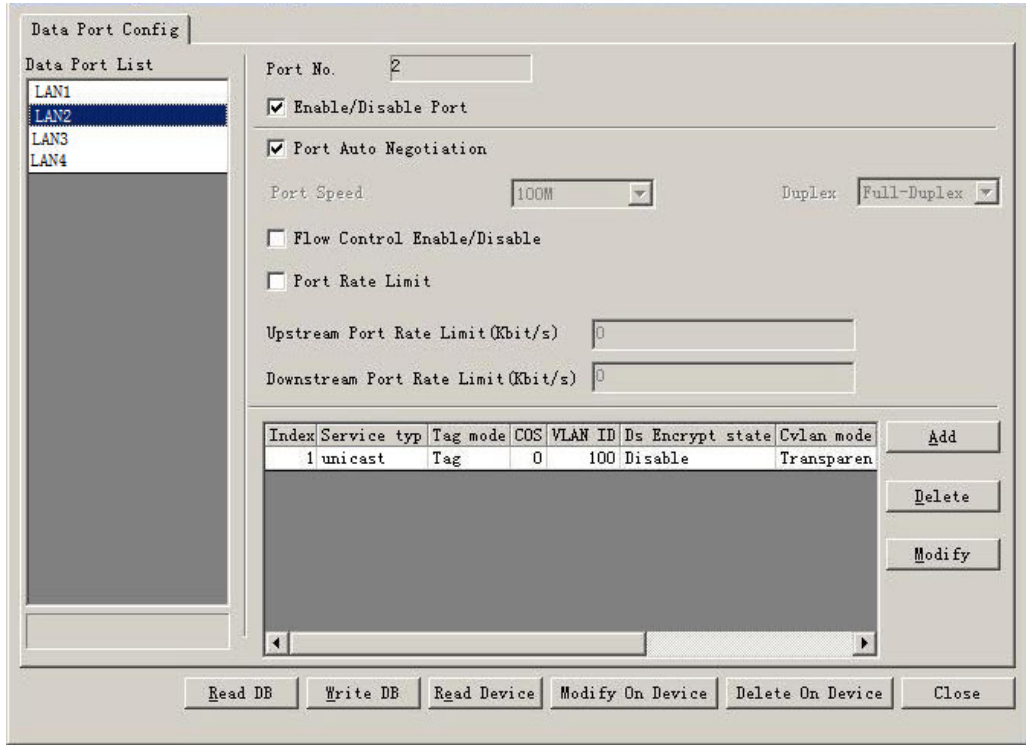 Data Port Config
Data Port List
LAN1
LAN2
LAN3
LAN4
Port No. 2
Enable/Disable Port
Port Auto Negotiation
Port Speed 100M Duplex Full-Duplex
Flow Control Enable/Disable
Port Rate Limit
Upstream Port Rate Limit(Kbit/s) 0
Downstream Port Rate Limit(Kbit/s) 0
Index Service typ Tag mode COS VLAN ID Ds Encrypt state Cvlan mode
1 unicast Tag 0 100 Disable Transparen
Add
Delete
Modify
Read DB Write DB Read Device Modify On Device Delete On Device Close